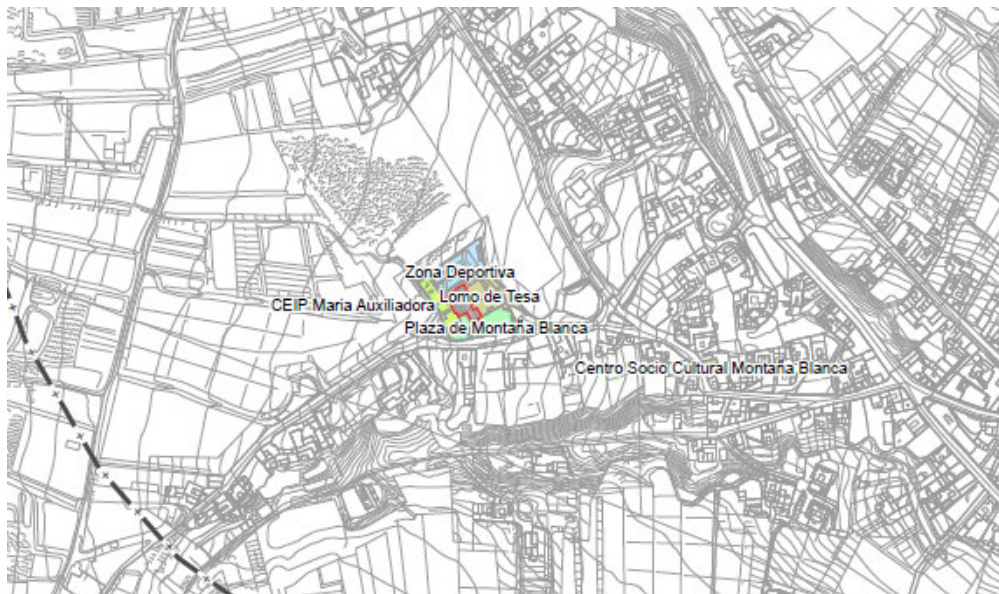 Zona Deportiva
Lomo de Tesa
CEIP Maria Auxiliadora
Plaza de Montaña Blanca
Centro Socio Cultural Montaña Blanca